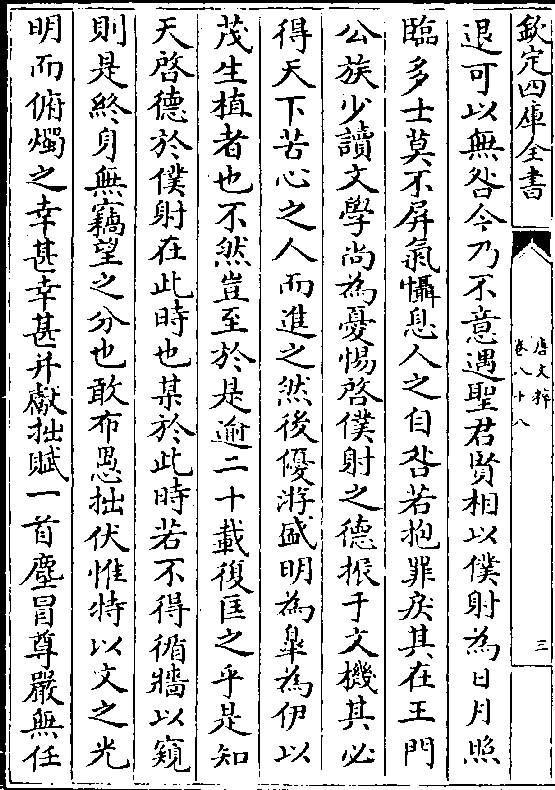 欽定四庫全書
唐文粹
卷八十八
三
退可以無咎今乃不意遇聖君賢相以僕射為日月照
臨多士莫不屏氣懾息人之自咎若抱罪戾其在王門
公族少讀文學尚為憂惕啓僕射之德振于文機其必
得天下苦心之人而進之然後優游盛明為臯為伊以
茂生植者也不然豈至於是逾二十載復匡之乎是知
天啓德於僕射在此時也某於此時若不得循牆以窺
則是終身無竊望之分也敢布愚拙伏惟特以文之光
明而俯燭之幸甚幸甚并獻拙賦一首塵冒尊嚴無任